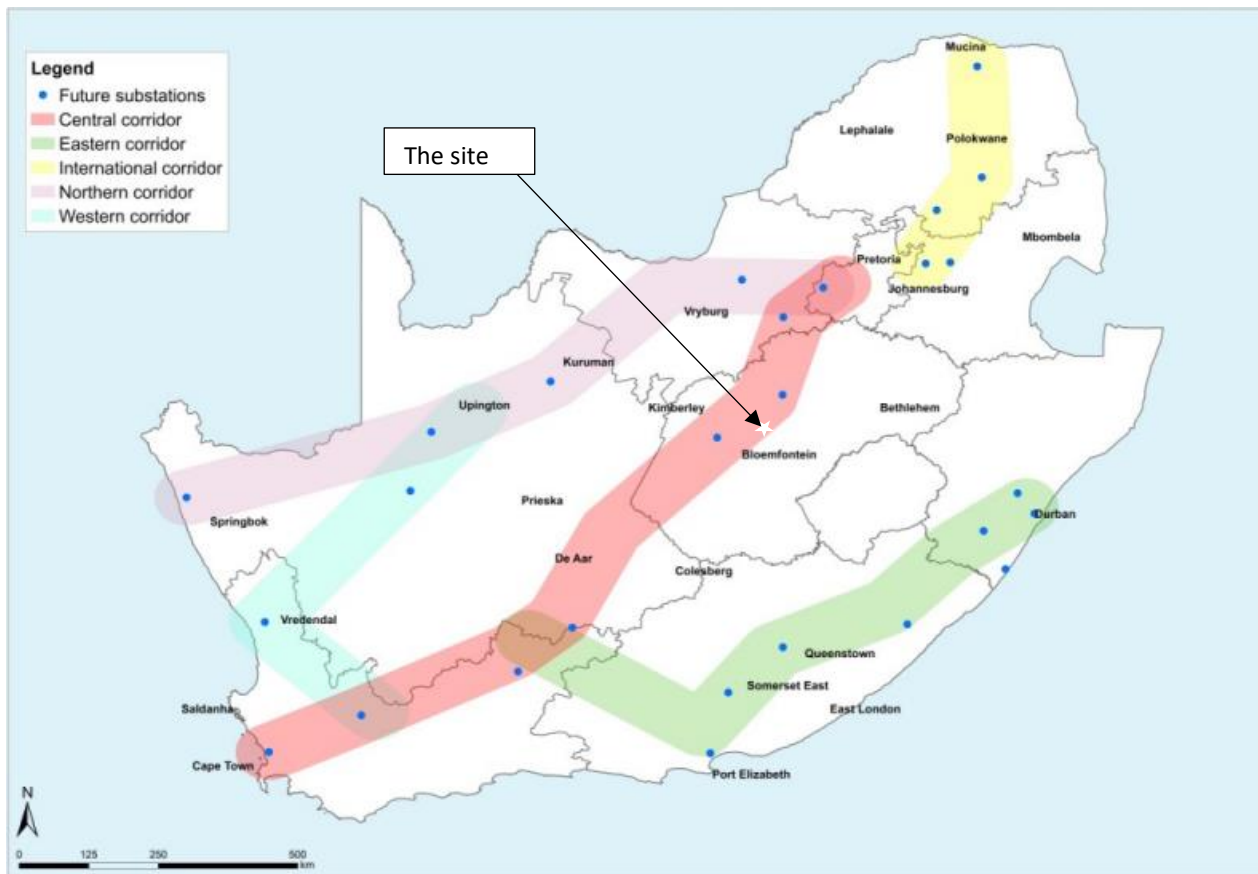 Legend
Future substations
Central corridor
Eastern corridor
International corridor
Northern corridor
Western corridor
The site
Mucina
Lephalale
Polokwane
Mbombela
Pretoria
Johannesburg
Vryburg
Kuruman
Upington
Kimberley
Bethlehem
Bloemfontein
Prieska
Springbok
Durban
De Aar
Colesberg
Vredendal
Queenstown
Somerset East
Saldanha
East London
Cape Town
Port Elizabeth
N
0 125 250 500
km